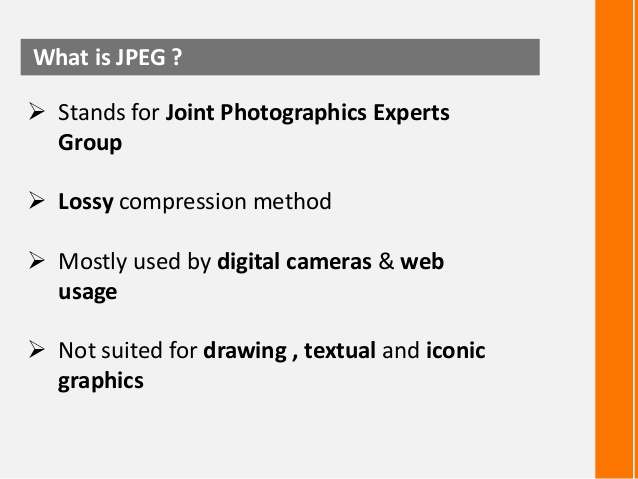 What is JPEG ?
➢ Stands for Joint Photographics Experts
Group
➢ Lossy compression method
➢ Mostly used by digital cameras & web
usage
➢ Not suited for drawing , textual and iconic
graphics